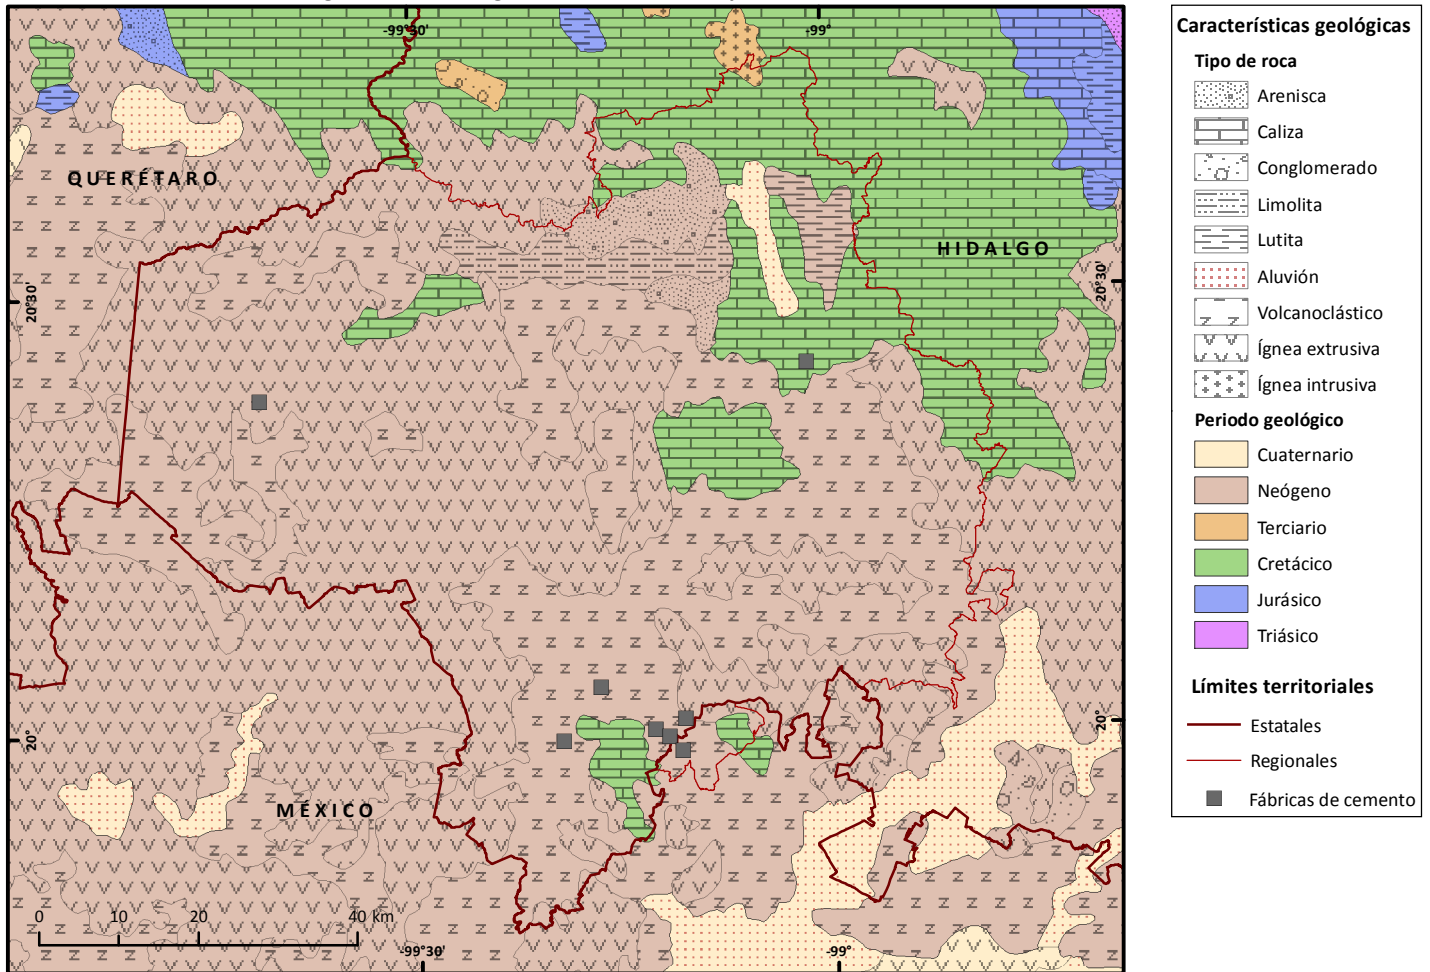 -99°30'
-99°
QUERÉTARO
HIDALGO
20°30'
20°30'
20°
20°
MÉXICO
0 10 20 40 km
-99°30'
-99°
Características geológicas
Tipo de roca
Arenisca
Caliza
Conglomerado
Limolita
Lutita
Aluvión
Volcanoclástico
Ígnea extrusiva
Ígnea intrusiva
Periodo geológico
Cuaternario
Neógeno
Terciario
Cretácico
Jurásico
Triásico
Límites territoriales
Estatales
Regionales
Fábricas de cemento